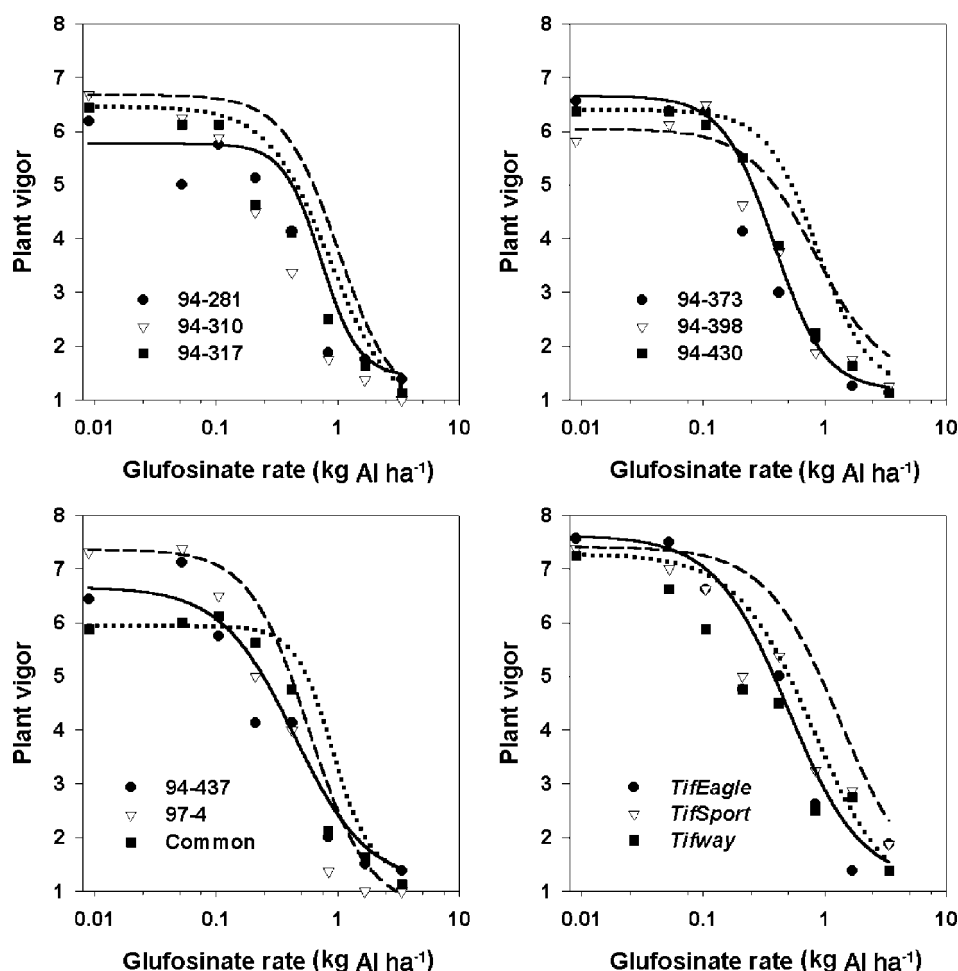 8
7
6
5
4
3
2
1
Plant vigor
94-281
94-310
94-317
0.01 0.1 1 10
Glufosinate rate (kg AI ha⁻¹)
8
7
6
5
4
3
2
1
Plant vigor
94-373
94-398
94-430
0.01 0.1 1 10
Glufosinate rate (kg AI ha⁻¹)
8
7
6
5
4
3
2
1
Plant vigor
94-437
97-4
Common
0.01 0.1 1 10
Glufosinate rate (kg AI ha⁻¹)
8
7
6
5
4
3
2
1
Plant vigor
TifEagle
TifSport
Tifway
0.01 0.1 1 10
Glufosinate rate (kg AI ha⁻¹)